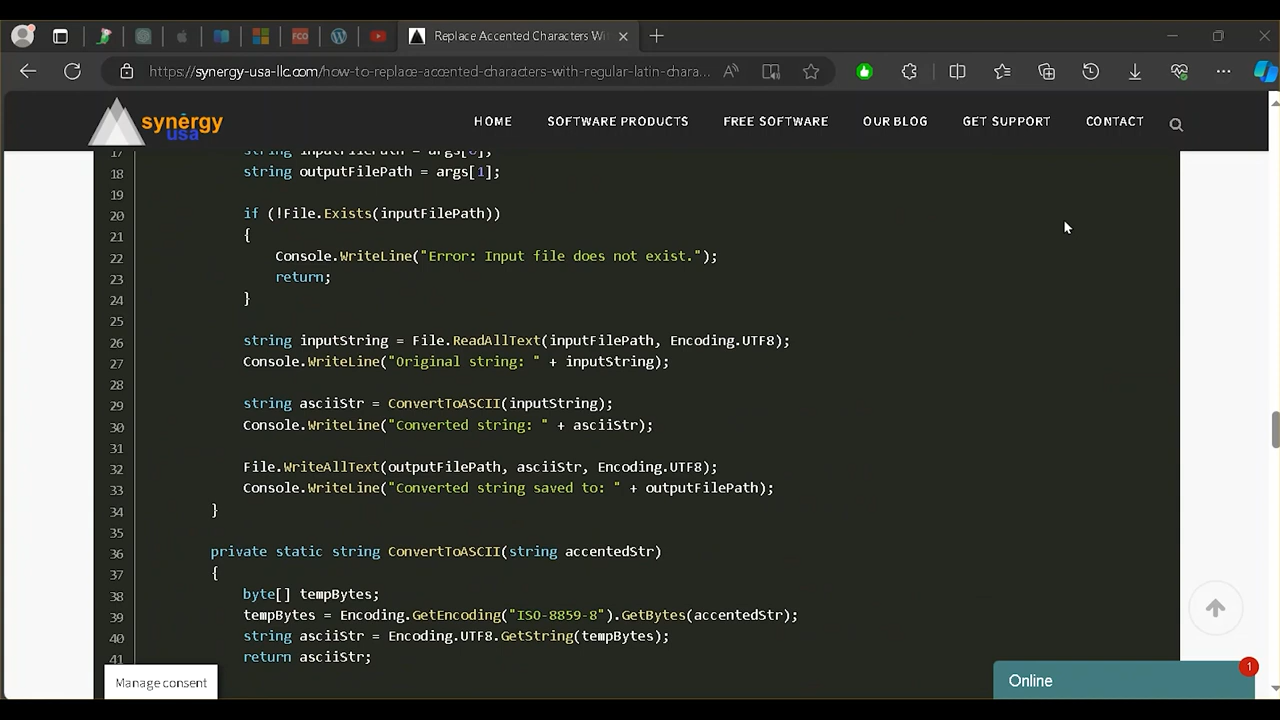 Replace Accented Characters Wi
https://synergy-usa-llc.com/how-to-replace-accented-characters-with-regular-latin-chara...
synergy
usa
HOME
SOFTWARE PRODUCTS
FREE SOFTWARE
OUR BLOG
GET SUPPORT
CONTACT
17 string inputFilePath = args[0];
18 string outputFilePath = args[1];
19
20 if (!File.Exists(inputFilePath))
21 {
22 Console.WriteLine("Error: Input file does not exist.");
23 return;
24 }
25
26 string inputString = File.ReadAllText(inputFilePath, Encoding.UTF8);
27 Console.WriteLine("Original string: " + inputString);
28
29 string asciiStr = ConvertToASCII(inputString);
30 Console.WriteLine("Converted string: " + asciiStr);
31
32 File.WriteAllText(outputFilePath, asciiStr, Encoding.UTF8);
33 Console.WriteLine("Converted string saved to: " + outputFilePath);
34 }
35
36 private static string ConvertToASCII(string accentedStr)
37 {
38 byte[] tempBytes;
39 tempBytes = Encoding.GetEncoding("ISO-8859-8").GetBytes(accentedStr);
40 string asciiStr = Encoding.UTF8.GetString(tempBytes);
41 return asciiStr;
Manage consent
Online
1
FCO